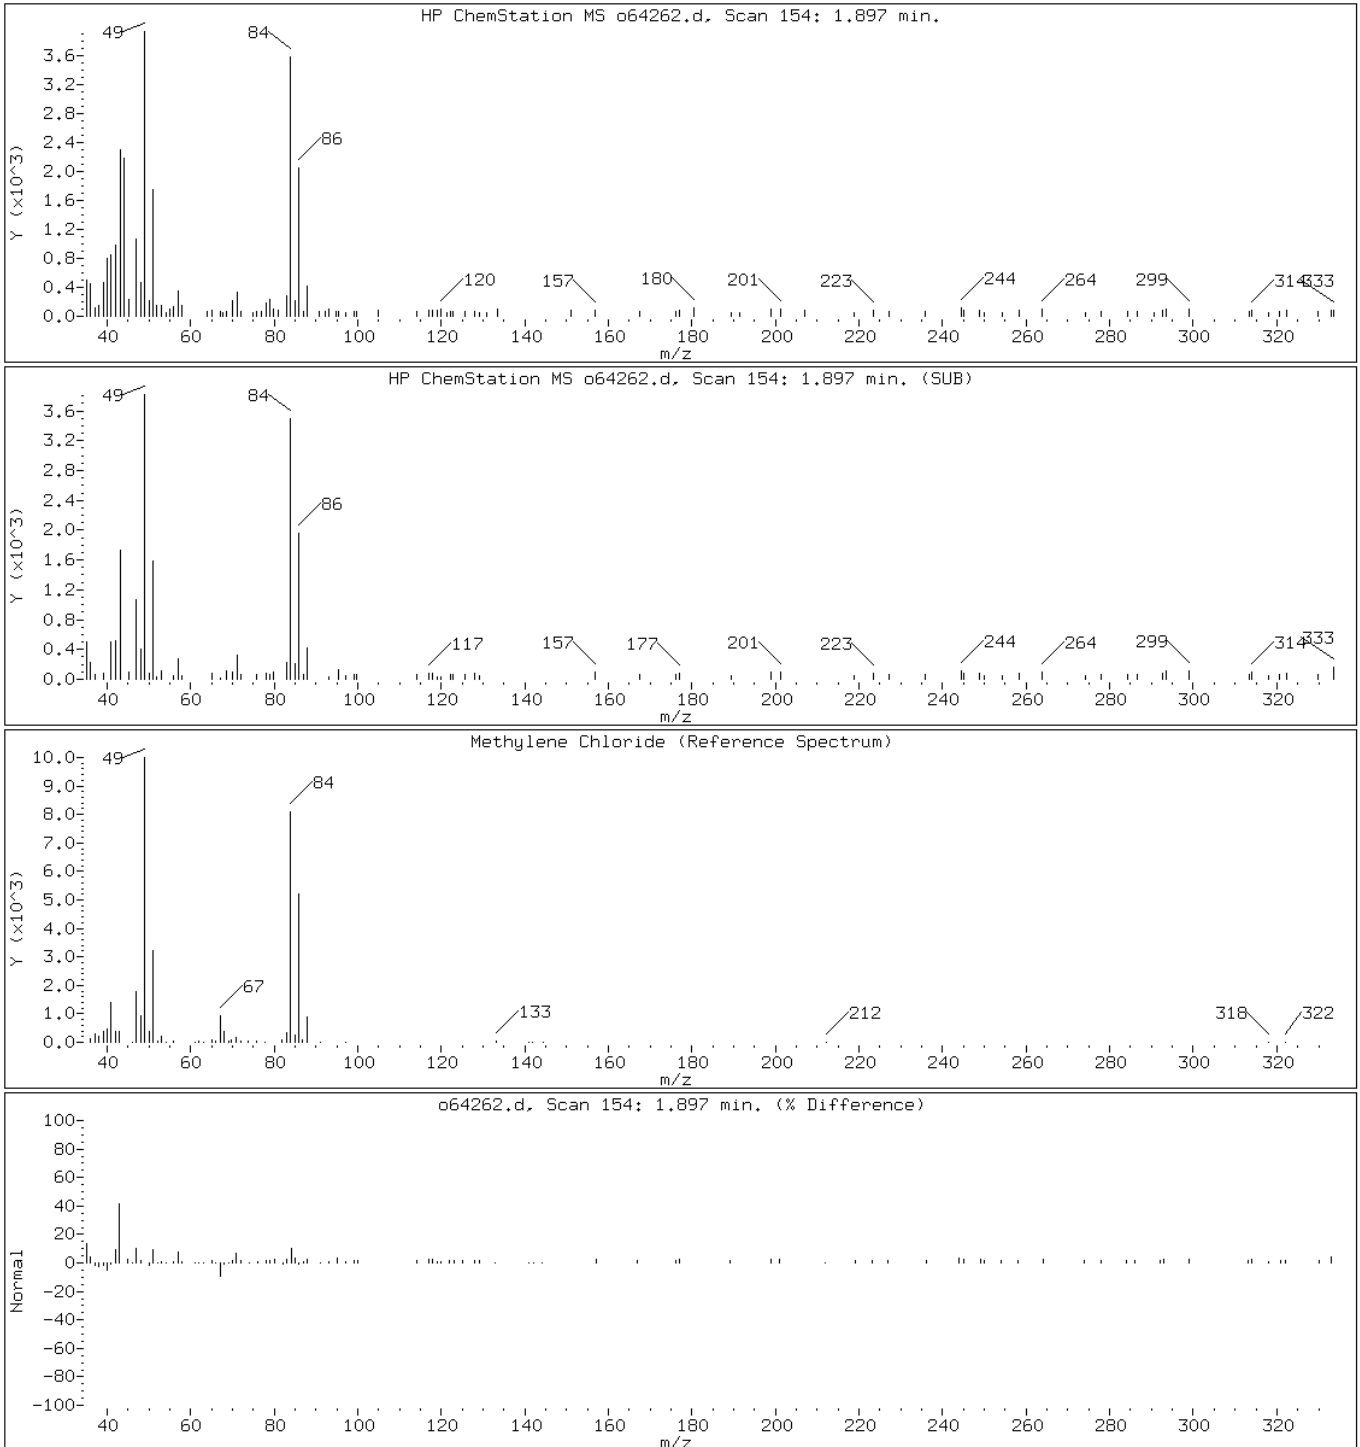 HP ChemStation MS o64262.d, Scan 154: 1.897 min.
49 84
3.6
3.2
2.8
2.4 86
2.0
1.6
1.2
0.8
0.4 120 157 180 201 223 244 264 299 314 333
0.0
Y (x10^3)
40 60 80 100 120 140 160 180 200 220 240 260 280 300 320
m/z
HP ChemStation MS o64262.d, Scan 154: 1.897 min. (SUB)
49 84
3.6
3.2
2.8
2.4 86
2.0
1.6
1.2
0.8
0.4 117 157 177 201 223 244 264 299 314 333
0.0
Y (x10^3)
40 60 80 100 120 140 160 180 200 220 240 260 280 300 320
m/z
Methylene Chloride (Reference Spectrum)
10.0 49
9.0 84
8.0
7.0
6.0
5.0
4.0
3.0
2.0 67
1.0 133 212 318 322
0.0
Y (x10^3)
40 60 80 100 120 140 160 180 200 220 240 260 280 300 320
m/z
o64262.d, Scan 154: 1.897 min. (% Difference)
100
80
60
40
20
0
-20
-40
-60
-80
-100
Normal
40 60 80 100 120 140 160 180 200 220 240 260 280 300 320
m/z